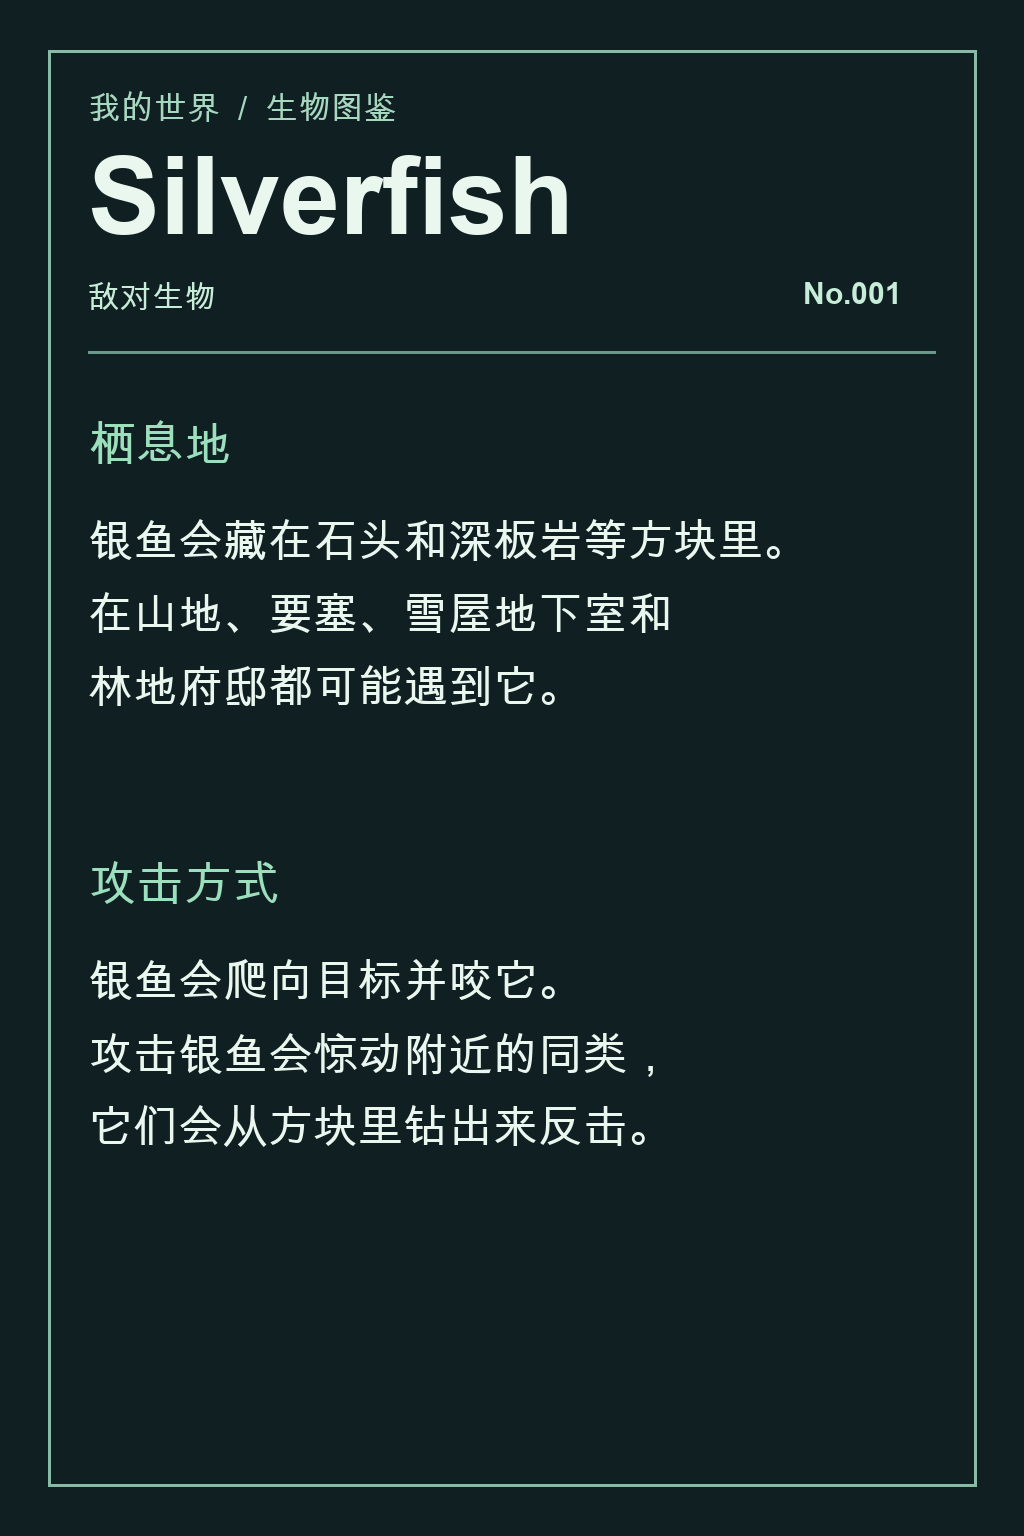 我的世界 / 生物图鉴
Silverfish
敌对生物
No.001
栖息地
银鱼会藏在石头和深板岩等方块里。
在山地、要塞、雪屋地下室和
林地府邸都可能遇到它。
攻击方式
银鱼会爬向目标并咬它。
攻击银鱼会惊动附近的同类，
它们会从方块里钻出来反击。